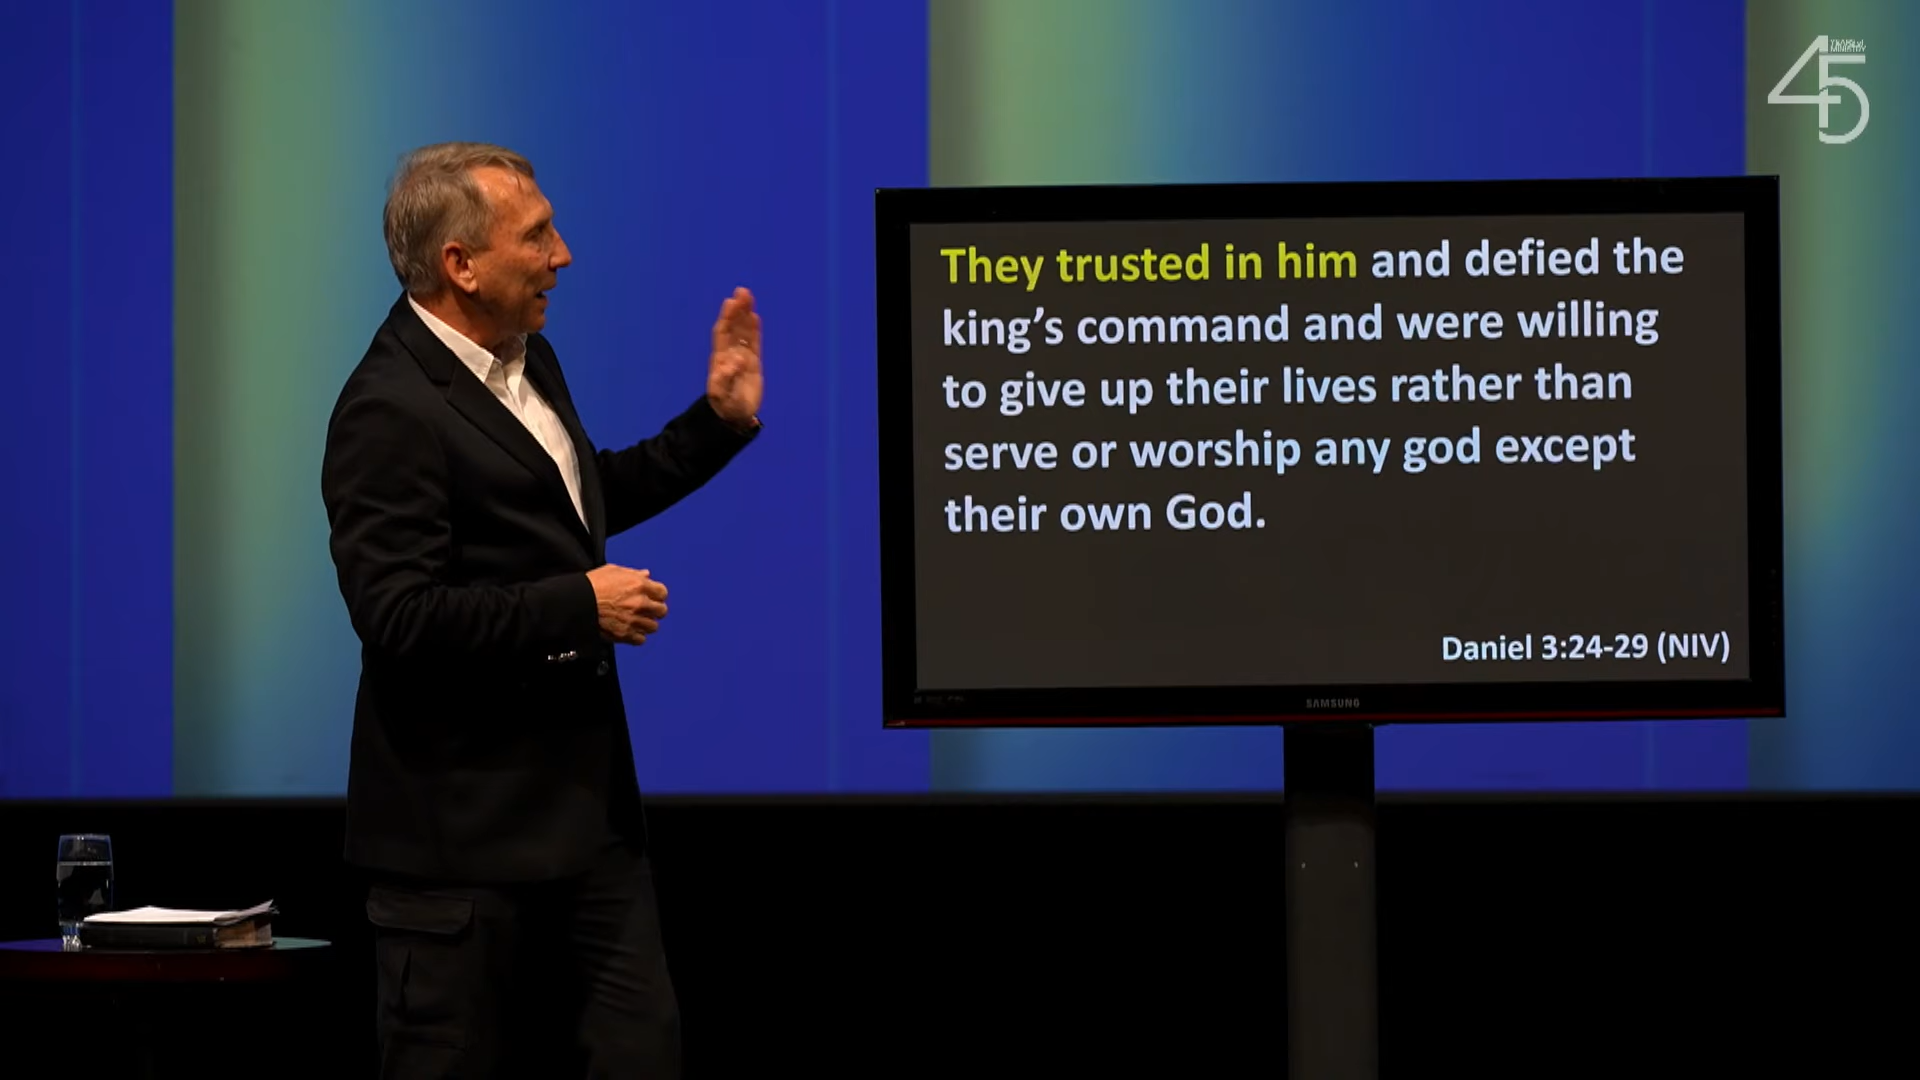 45
They trusted in him and defied the
king's command and were willing
to give up their lives rather than
serve or worship any god except
their own God.
Daniel 3:24-29 (NIV)
SAMSUNG